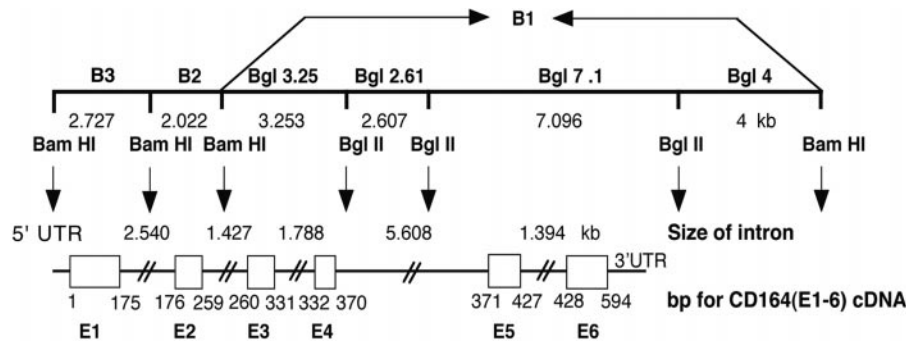 B1
B3 B2 Bgl 3.25 Bgl 2.61 Bgl 7 .1 Bgl 4
2.727 2.022 3.253 2.607 7.096 4 kb
Bam HI Bam HI Bam HI Bgl II Bgl II Bgl II Bam HI
5' UTR 2.540 1.427 1.788 5.608 1.394 kb Size of intron
3'UTR
1 175 176 259 260 331 332 370 371 427 428 594 bp for CD164(E1-6) cDNA
E1 E2 E3 E4 E5 E6